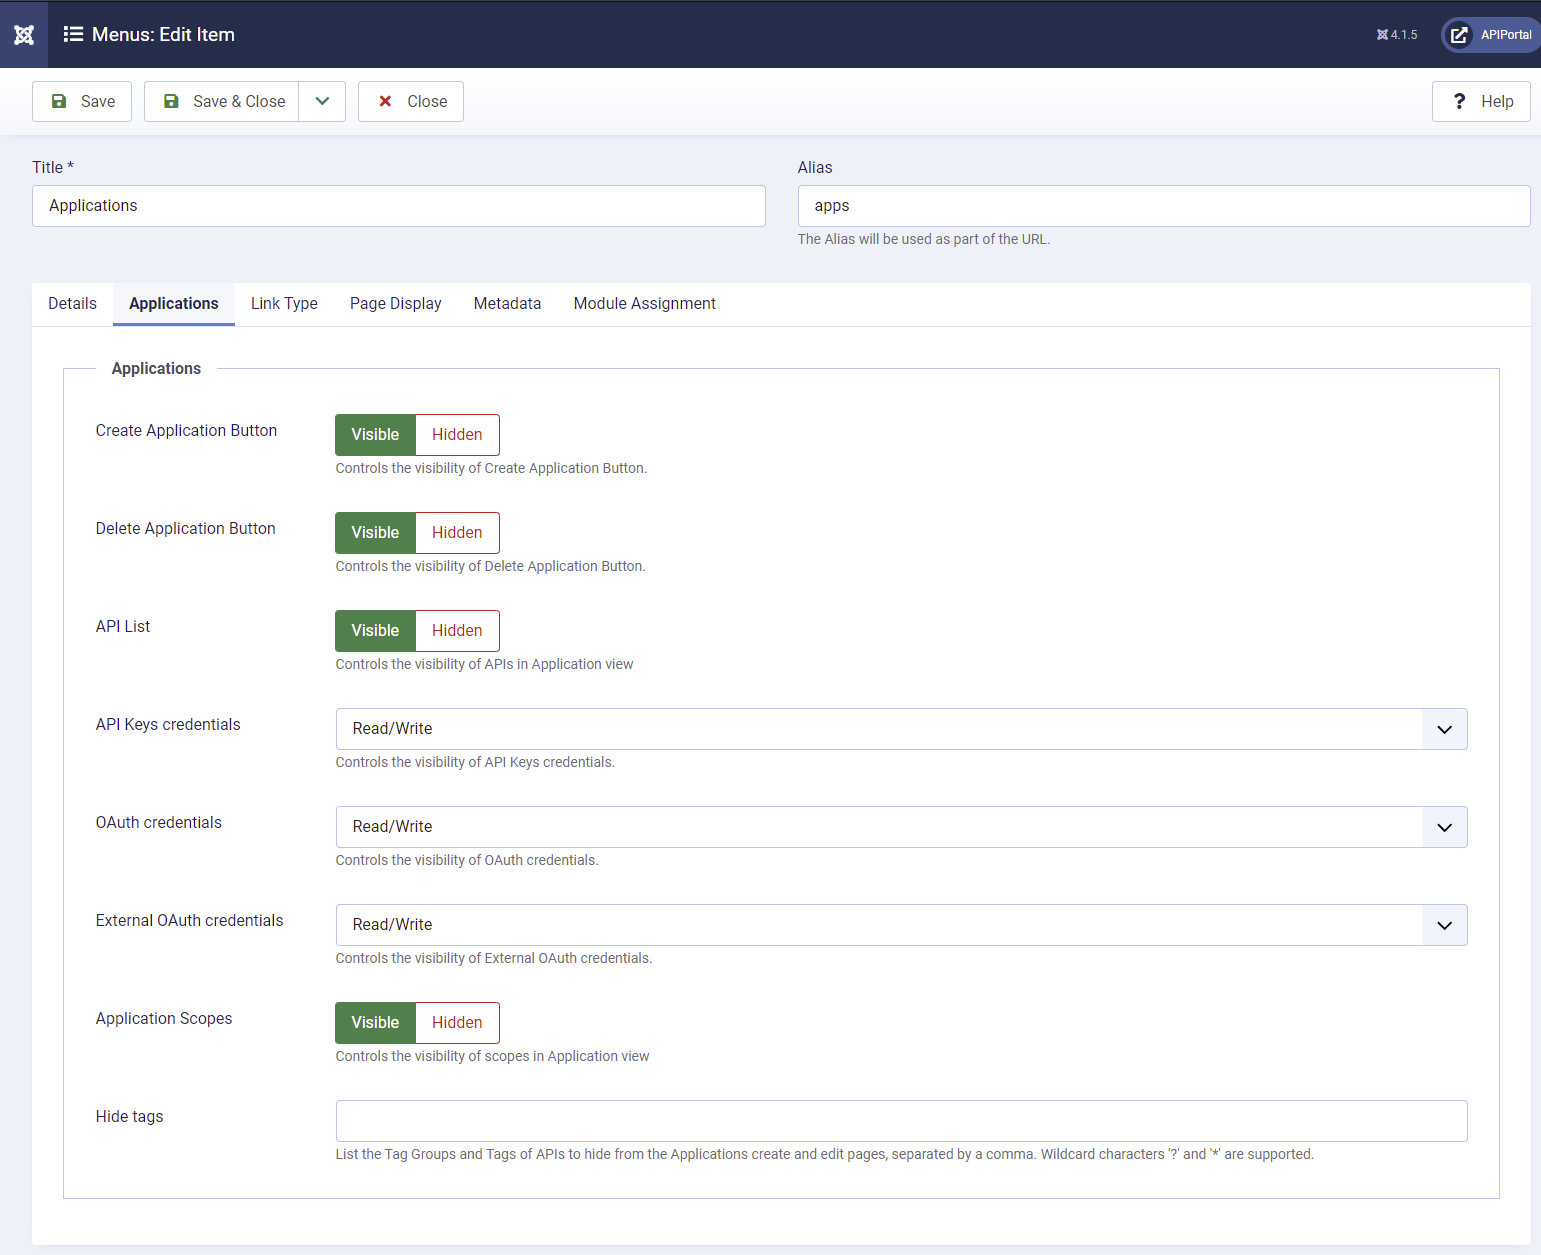 Menus: Edit Item
4.1.5
APIPortal
Save
Save & Close
Close
? Help
Title *
Alias
Applications
apps
The Alias will be used as part of the URL.
Details
Applications
Link Type
Page Display
Metadata
Module Assignment
Applications
Create Application Button
Visible
Hidden
Controls the visibility of Create Application Button.
Delete Application Button
Visible
Hidden
Controls the visibility of Delete Application Button.
API List
Visible
Hidden
Controls the visibility of APIs in Application view
API Keys credentials
Read/Write
Controls the visibility of API Keys credentials.
OAuth credentials
Read/Write
Controls the visibility of OAuth credentials.
External OAuth credentials
Read/Write
Controls the visibility of External OAuth credentials.
Application Scopes
Visible
Hidden
Controls the visibility of scopes in Application view
Hide tags
List the Tag Groups and Tags of APIs to hide from the Applications create and edit pages, separated by a comma. Wildcard characters '?' and '*' are supported.